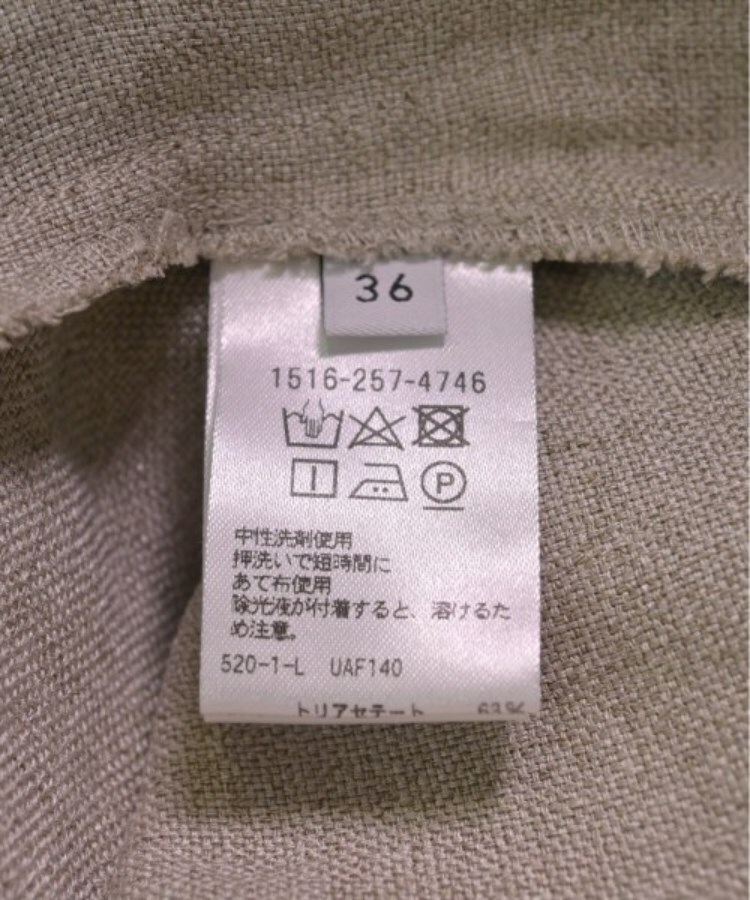 36
1516-257-4746
P
中性洗剤使用
押洗いで短時間に
あて布使用
除光液が付着すると、溶けるた
め注意。
520-1-L UAF140
トリアセテート